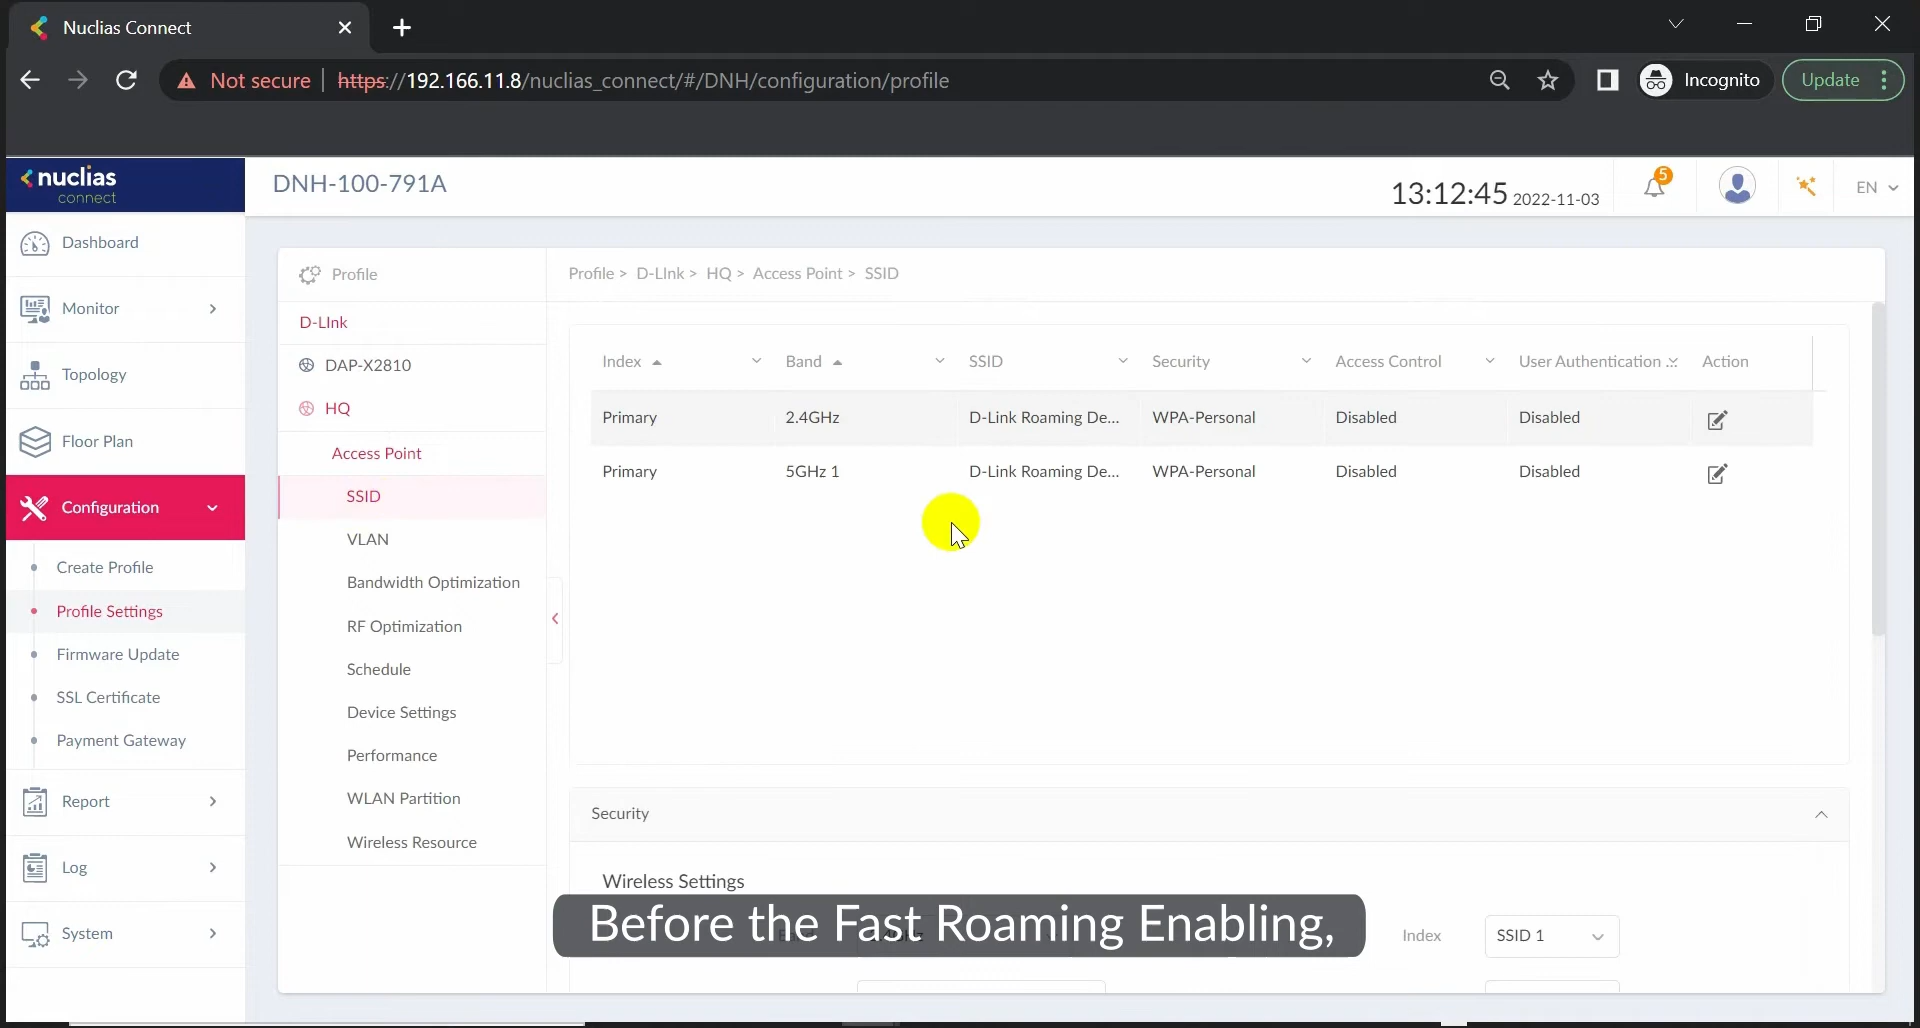 Nuclias Connect
Not secure https://192.166.11.8/nuclias_connect/#/DNH/configuration/profile Incognito Update
nuclias
connect
DNH-100-791A
13:12:45 2022-11-03
5
EN
Dashboard
Monitor
Topology
Floor Plan
Configuration
Create Profile
Profile Settings
Firmware Update
SSL Certificate
Payment Gateway
Report
Log
System
Profile
D-LInk
DAP-X2810
HQ
Access Point
SSID
VLAN
Bandwidth Optimization
RF Optimization
Schedule
Device Settings
Performance
WLAN Partition
Wireless Resource
Profile > D-LInk > HQ > Access Point > SSID
Index Band SSID Security Access Control User Authentication ... Action
Primary 2.4GHz D-Link Roaming De... WPA-Personal Disabled Disabled
Primary 5GHz 1 D-Link Roaming De... WPA-Personal Disabled Disabled
Security
Wireless Settings
Before the Fast Roaming Enabling,
Index SSID 1